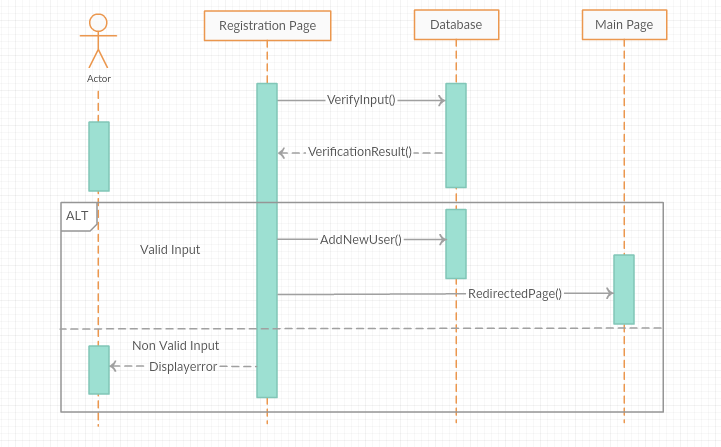 Registration Page
Database
Main Page
Actor
VerifyInput()
VerificationResult()
ALT
AddNewUser()
Valid Input
RedirectedPage()
Non Valid Input
Displayerror